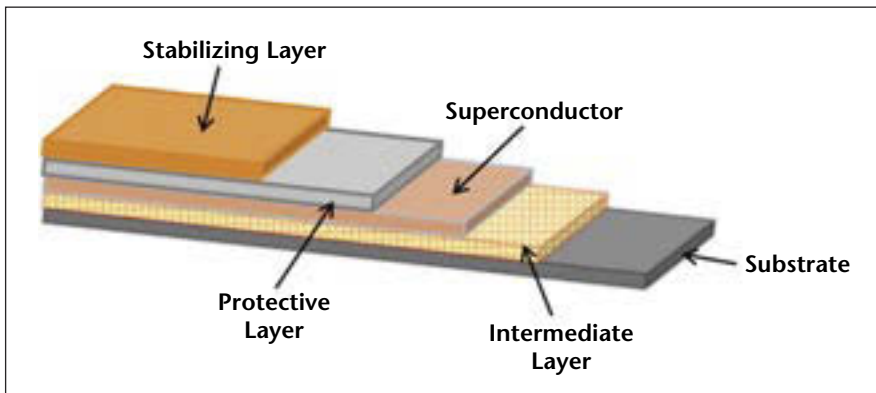 Stabilizing Layer
Superconductor
Substrate
Protective
Layer
Intermediate
Layer